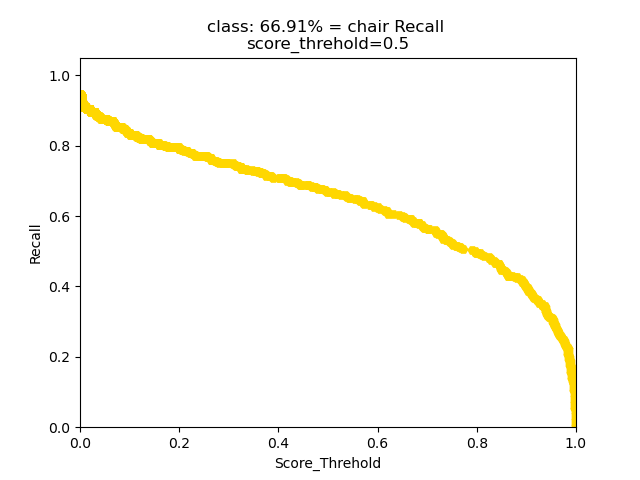 class: 66.91% = chair Recall
score_threhold=0.5
1.0
0.8
0.6
0.4
0.2
0.0
Recall
0.0 0.2 0.4 0.6 0.8 1.0
Score_Threhold